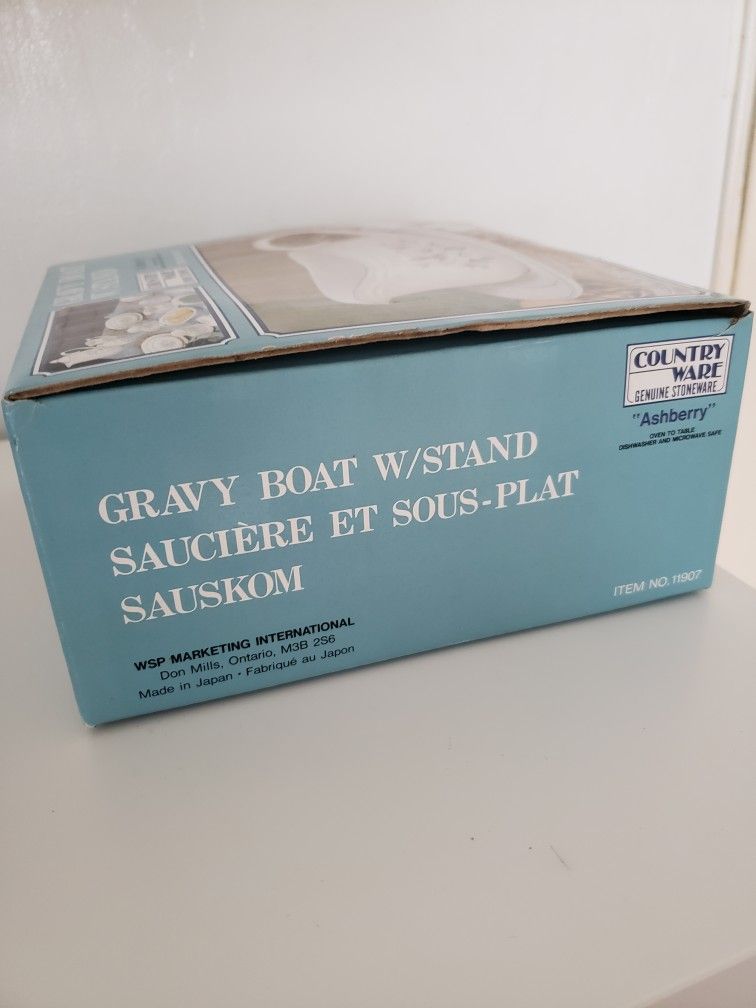 COUNTRY
WARE
GENUINE STONEWARE
"Ashberry"
OVEN TO TABLE
DISHWASHER AND MICROWAVE SAFE
GRAVY BOAT W/STAND
SAUCIÈRE ET SOUS-PLAT
SAUSKOM
ITEM NO. 11907
WSP MARKETING INTERNATIONAL
Don Mills, Ontario, M3B 2S6
Made in Japan • Fabriqué au Japon